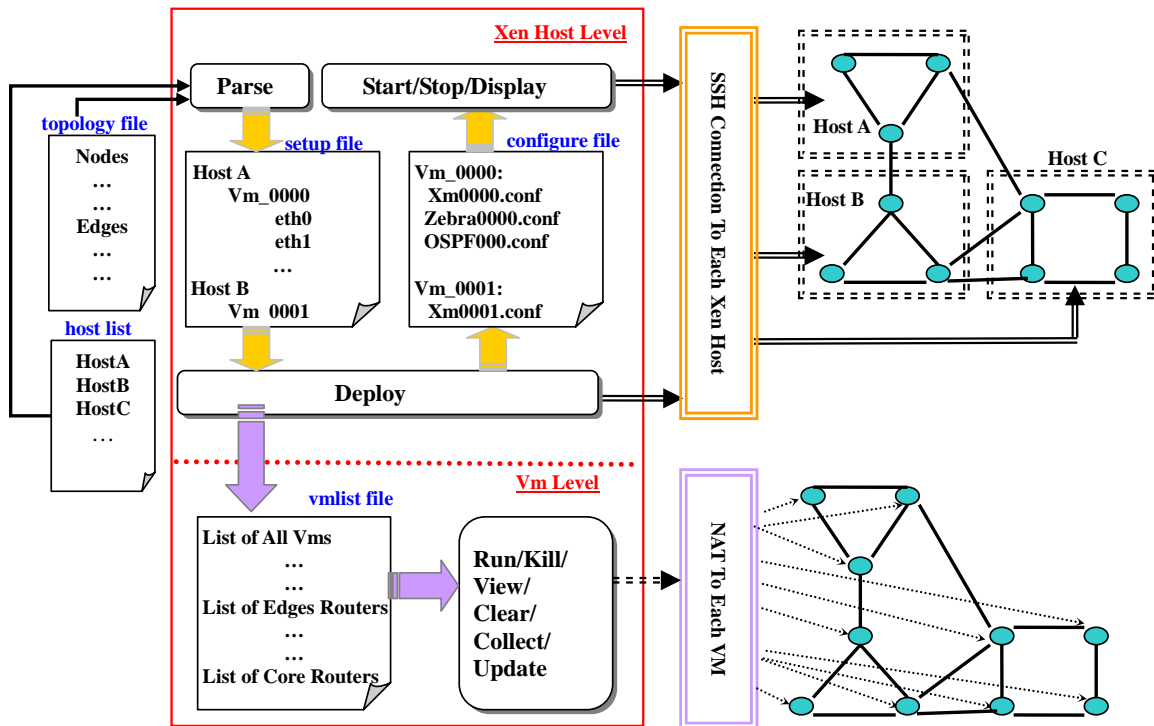 Xen Host Level
Parse
Start/Stop/Display
topology file
Nodes
...
...
Edges
...
...
host list
HostA
HostB
HostC
...
setup file
Host A
Vm_0000
eth0
eth1
...
Host B
Vm_0001
configure file
Vm_0000:
Xm0000.conf
Zebra0000.conf
OSPF000.conf
Vm_0001:
Xm0001.conf
Deploy
SSH Connection To Each Xen Host
Host A
Host B
Host C
Vm Level
vmlist file
List of All Vms
...
...
List of Edges Routers
...
...
List of Core Routers
Run/Kill/
View/
Clear/
Collect/
Update
NAT To Each VM